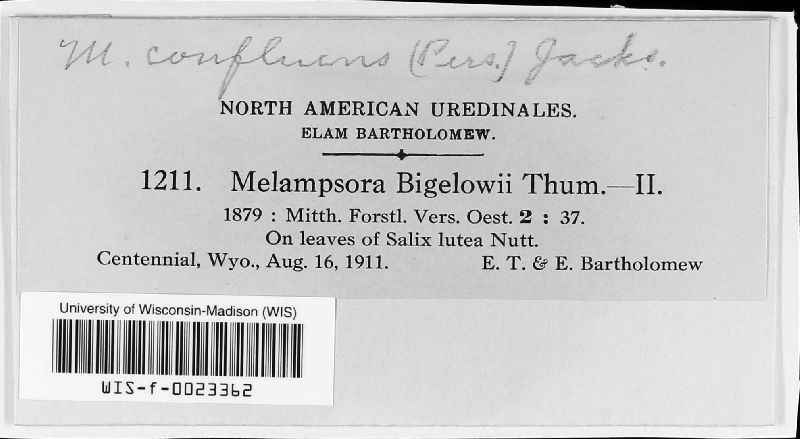 M. confluens (Pers.) Jacks.
NORTH AMERICAN UREDINALES.
ELAM BARTHOLOMEW.
1211. Melampsora Bigelowii Thum.—II.
1879 : Mitth. Forstl. Vers. Oest. 2 : 37.
On leaves of Salix lutea Nutt.
Centennial, Wyo., Aug. 16, 1911. E. T. & E. Bartholomew
University of Wisconsin-Madison (WIS)
WIS-f-0023362